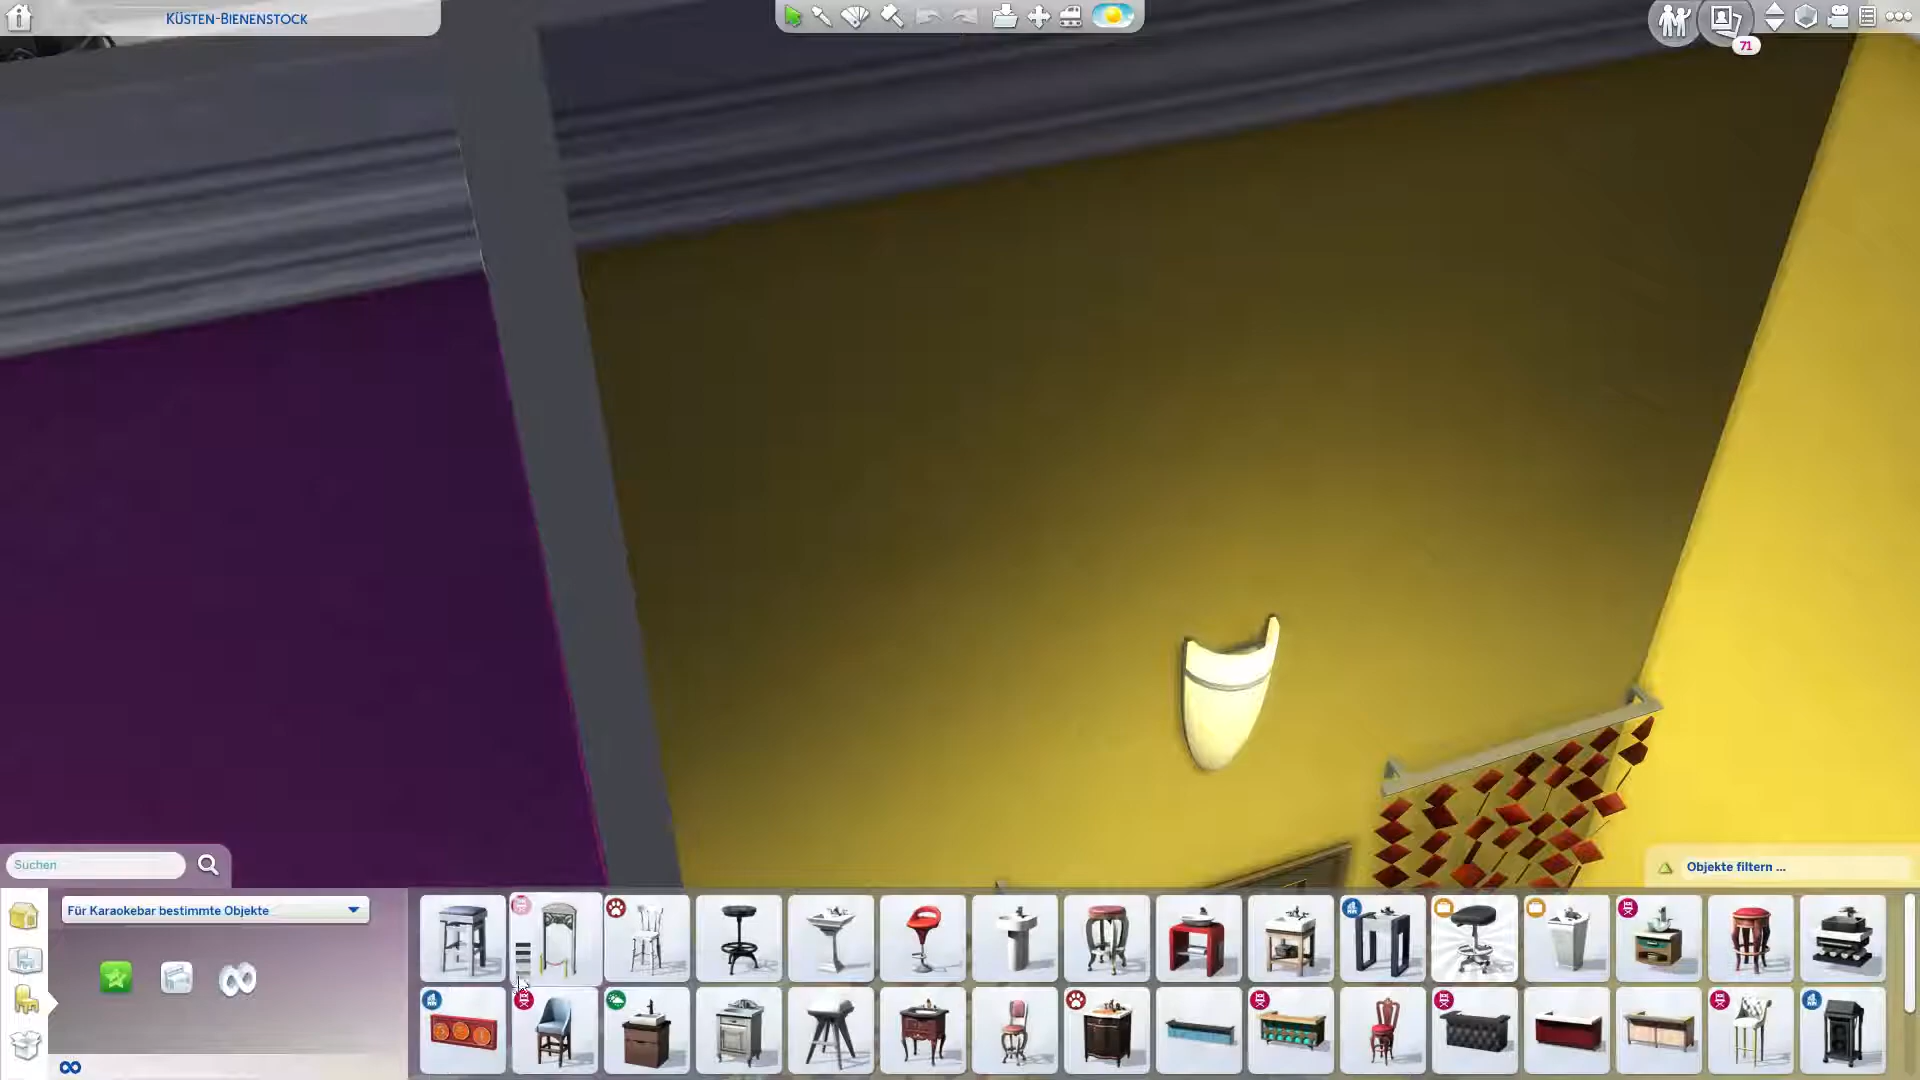 KÜSTEN-BIENENSTOCK
71
Suchen
Objekte filtern ...
Für Karaokebar bestimmte Objekte